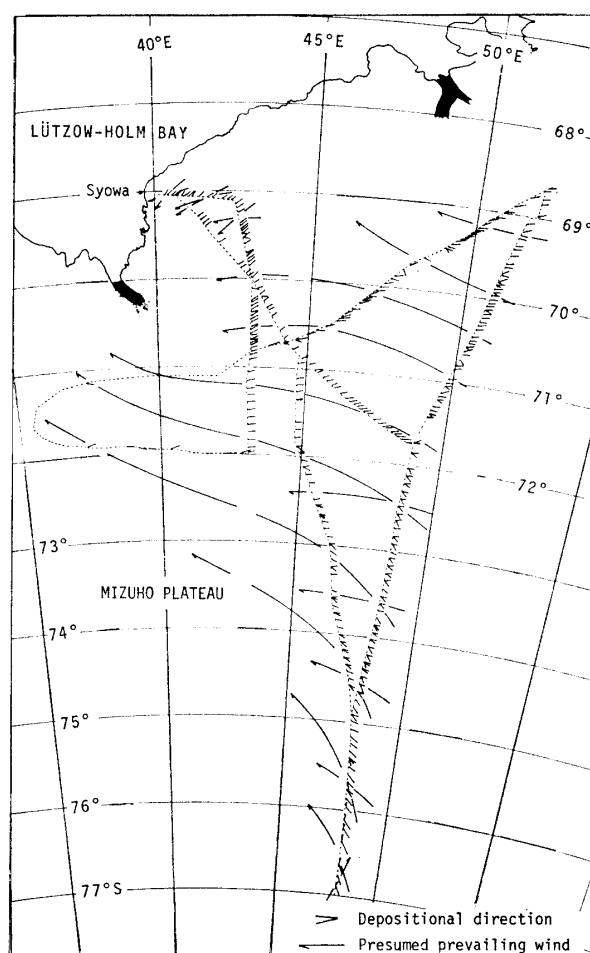 40°E
45°E
50°E
LÜTZOW-HOLM BAY
68°
Syowa
69°
70°
71°
72°
73°
MIZUHO PLATEAU
74°
75°
76°
77°S
Depositional direction
Presumed prevailing wind